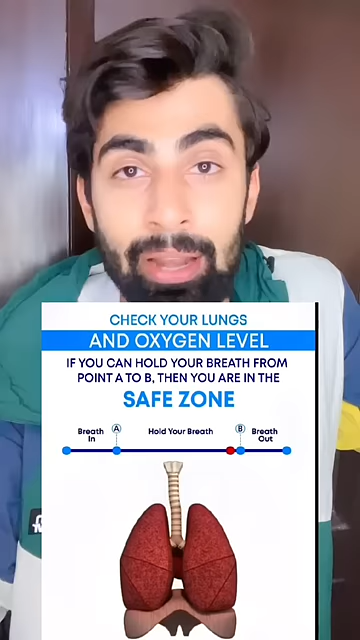 CHECK YOUR LUNGS
AND OXYGEN LEVEL
IF YOU CAN HOLD YOUR BREATH FROM
POINT A TO B, THEN YOU ARE IN THE
SAFE ZONE
Breath In A Hold Your Breath B Breath Out